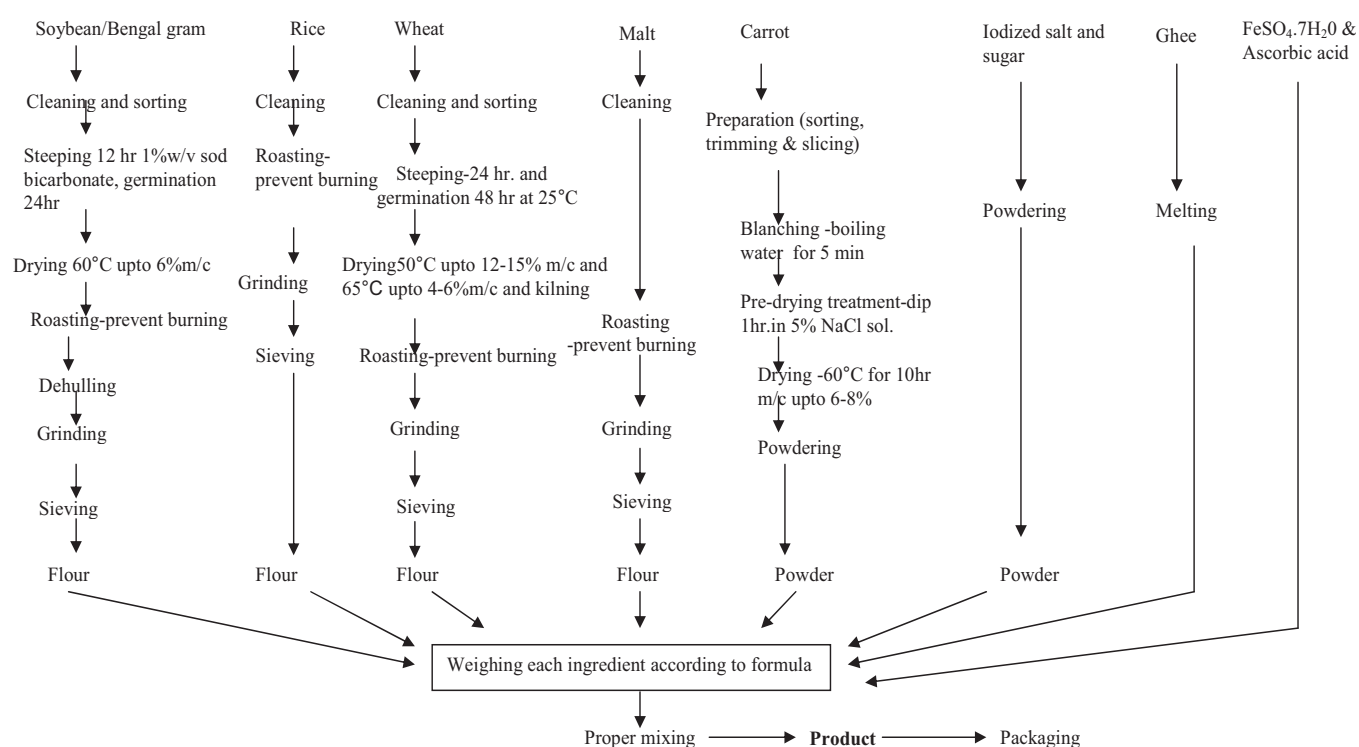 Soybean/Bengal gram
Cleaning and sorting
Steeping 12 hr 1%w/v sod
bicarbonate, germination
24hr
Drying 60°C upto 6%m/c
Roasting-prevent burning
Dehulling
Grinding
Sieving
Flour
Rice
Cleaning
Roasting-
prevent burning
Grinding
Sieving
Flour
Wheat
Cleaning and sorting
Steeping-24 hr. and
germination 48 hr at 25°C
Drying50°C upto 12-15% m/c and
65°C upto 4-6%m/c and kilning
Roasting-prevent burning
Grinding
Sieving
Flour
Malt
Cleaning
Roasting
-prevent burning
Grinding
Sieving
Flour
Carrot
Preparation (sorting,
trimming & slicing)
Blanching -boiling
water for 5 min
Pre-drying treatment-dip
1hr.in 5% NaCl sol.
Drying -60°C for 10hr
m/c upto 6-8%
Powdering
Powder
Iodized salt and
sugar
Powdering
Powder
Ghee
Melting
FeSO₄.7H₂0 &
Ascorbic acid
Weighing each ingredient according to formula
Proper mixing
Product
Packaging